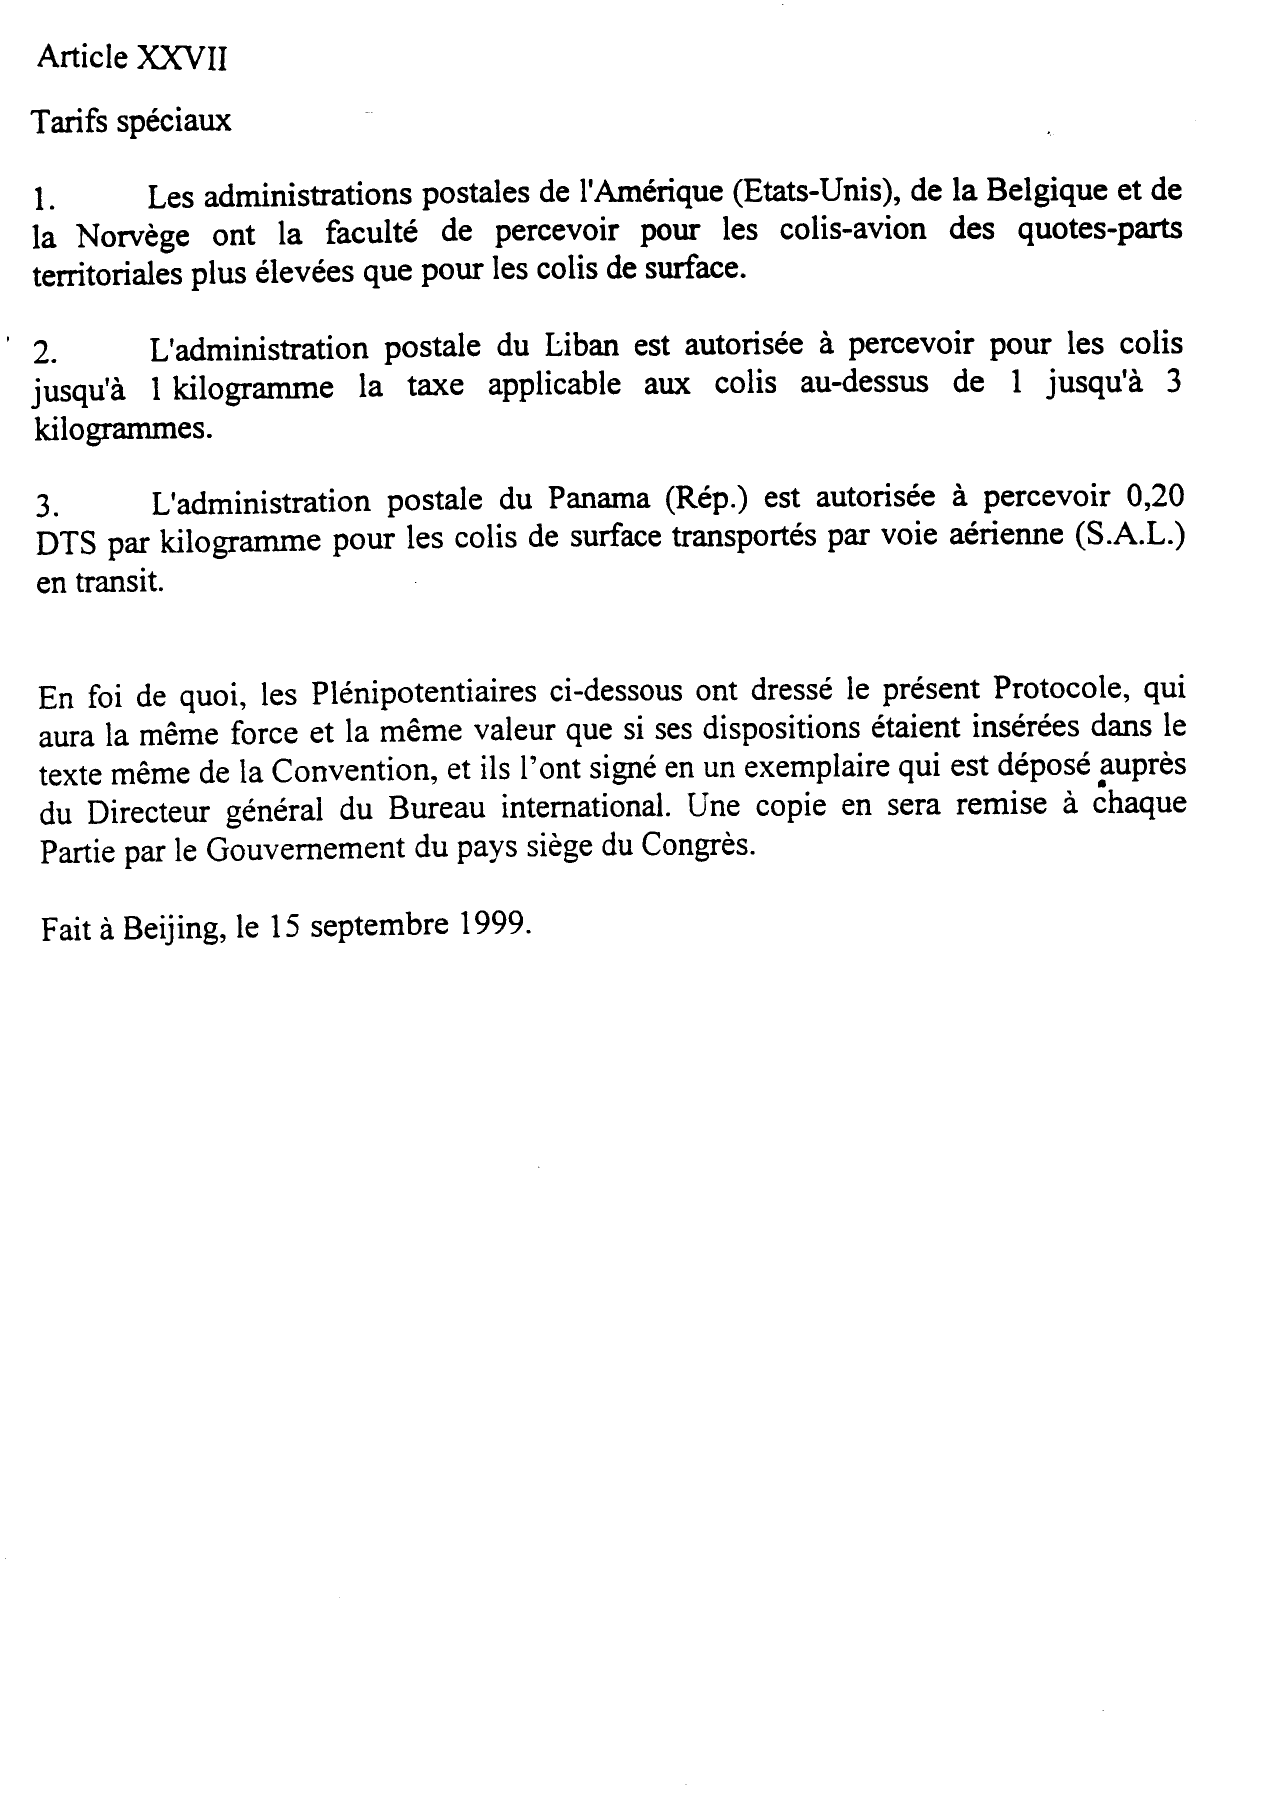 Article XXVII
Tarifs spéciaux
1. Les administrations postales de l'Amérique (Etats-Unis), de la Belgique et de
la Norvège ont la faculté de percevoir pour les colis-avion des quotes-parts
territoriales plus élevées que pour les colis de surface.
2. L'administration postale du Liban est autorisée à percevoir pour les colis
jusqu'à 1 kilogramme la taxe applicable aux colis au-dessus de 1 jusqu'à 3
kilogrammes.
3. L'administration postale du Panama (Rép.) est autorisée à percevoir 0,20
DTS par kilogramme pour les colis de surface transportés par voie aérienne (S.A.L.)
en transit.
En foi de quoi, les Plénipotentiaires ci-dessous ont dressé le présent Protocole, qui
aura la même force et la même valeur que si ses dispositions étaient insérées dans le
texte même de la Convention, et ils l’ont signé en un exemplaire qui est déposé auprès
du Directeur général du Bureau international. Une copie en sera remise à chaque
Partie par le Gouvernement du pays siège du Congrès.
Fait à Beijing, le 15 septembre 1999.